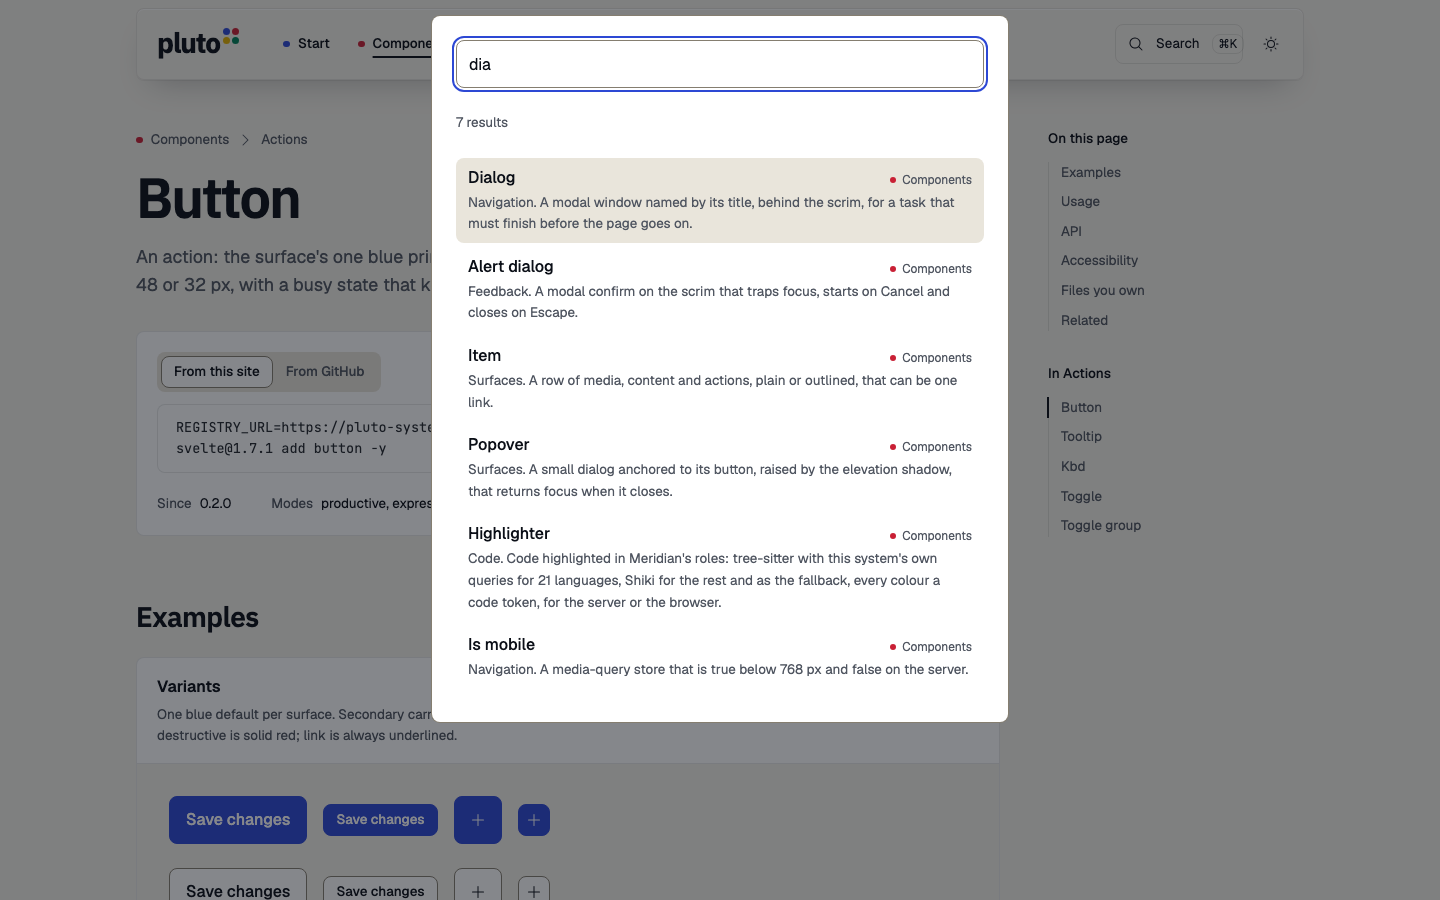 pluto
Start
Compone
Search ⌘K
dia
7 results
Dialog
Components
Navigation. A modal window named by its title, behind the scrim, for a task that
must finish before the page goes on.
Alert dialog
Components
Feedback. A modal confirm on the scrim that traps focus, starts on Cancel and
closes on Escape.
Item
Components
Surfaces. A row of media, content and actions, plain or outlined, that can be one
link.
Popover
Components
Surfaces. A small dialog anchored to its button, raised by the elevation shadow,
that returns focus when it closes.
Highlighter
Components
Code. Code highlighted in Meridian's roles: tree-sitter with this system's own
queries for 21 languages, Shiki for the rest and as the fallback, every colour a
code token, for the server or the browser.
Is mobile
Components
Navigation. A media-query store that is true below 768 px and false on the server.
Components
Actions
Button
An action: the surface's one blue pri
48 or 32 px, with a busy state that k
From this site
From GitHub
REGISTRY_URL=https://pluto-syste
svelte@1.7.1 add button -y
Since 0.2.0
Modes productive, expres
Examples
Variants
One blue default per surface. Secondary carr
destructive is solid red; link is always underlined.
Save changes
Save changes
Save changes
Save changes
On this page
Examples
Usage
API
Accessibility
Files you own
Related
In Actions
Button
Tooltip
Kbd
Toggle
Toggle group